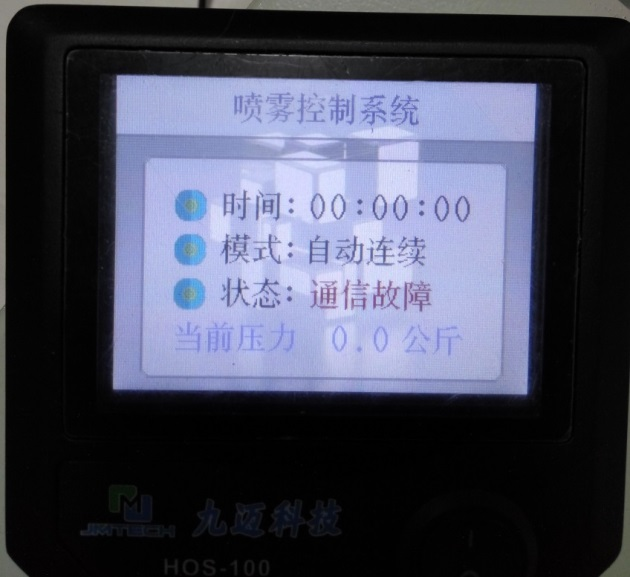 喷雾控制系统
时间：00:00:00
模式：自动连续
状态：通信故障
当前压力 0.0 公斤
JMTECH 九迈科技
HOS-100